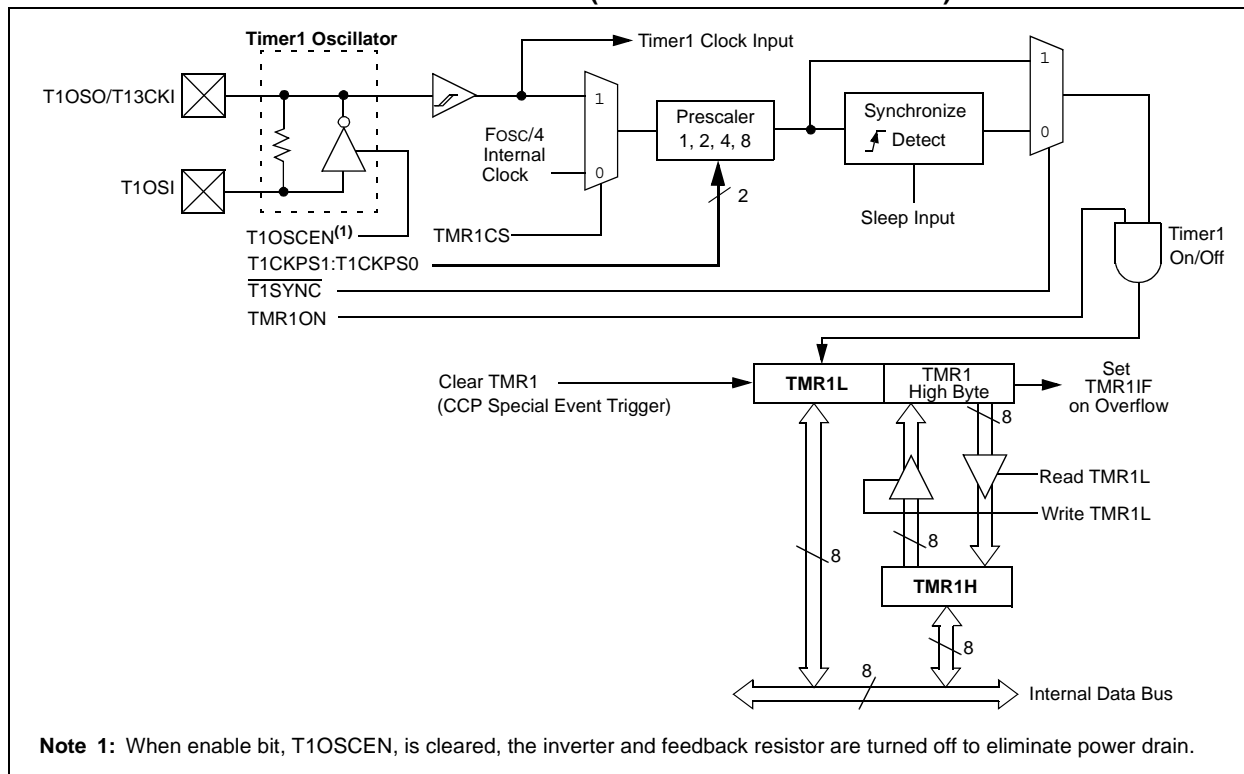 Timer1 Oscillator
Timer1 Clock Input
T1OSO/T13CKI
1
FOSC/4
Internal
Clock
0
Prescaler
1, 2, 4, 8
Synchronize
Detect
1
0
T1OSI
2
Sleep Input
T1OSCEN(1)
TMR1CS
T1CKPS1:T1CKPS0
T1SYNC
TMR1ON
Timer1
On/Off
Clear TMR1
(CCP Special Event Trigger)
TMR1L
TMR1
High Byte
Set
TMR1IF
on Overflow
8
Read TMR1L
Write TMR1L
8
8
TMR1H
8
8
Internal Data Bus
Note 1: When enable bit, T1OSCEN, is cleared, the inverter and feedback resistor are turned off to eliminate power drain.